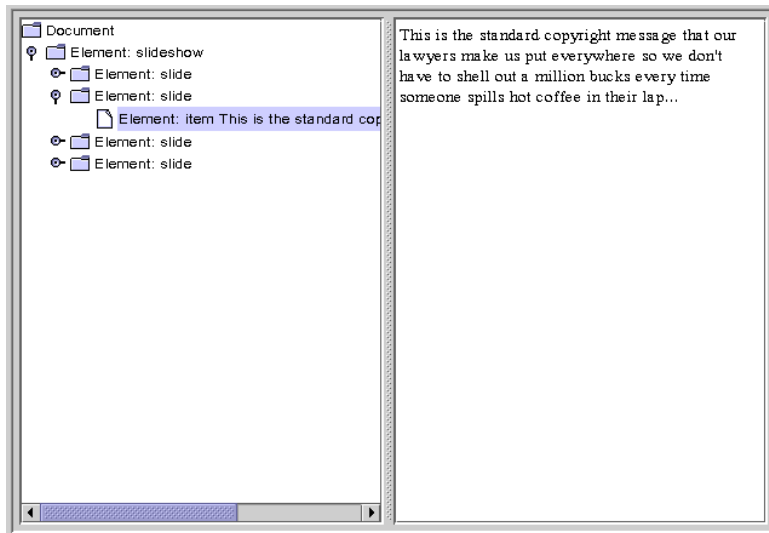 Document
Element: slideshow
Element: slide
Element: slide
Element: item This is the standard cop
Element: slide
Element: slide
This is the standard copyright message that our
lawyers make us put everywhere so we don't
have to shell out a million bucks every time
someone spills hot coffee in their lap...